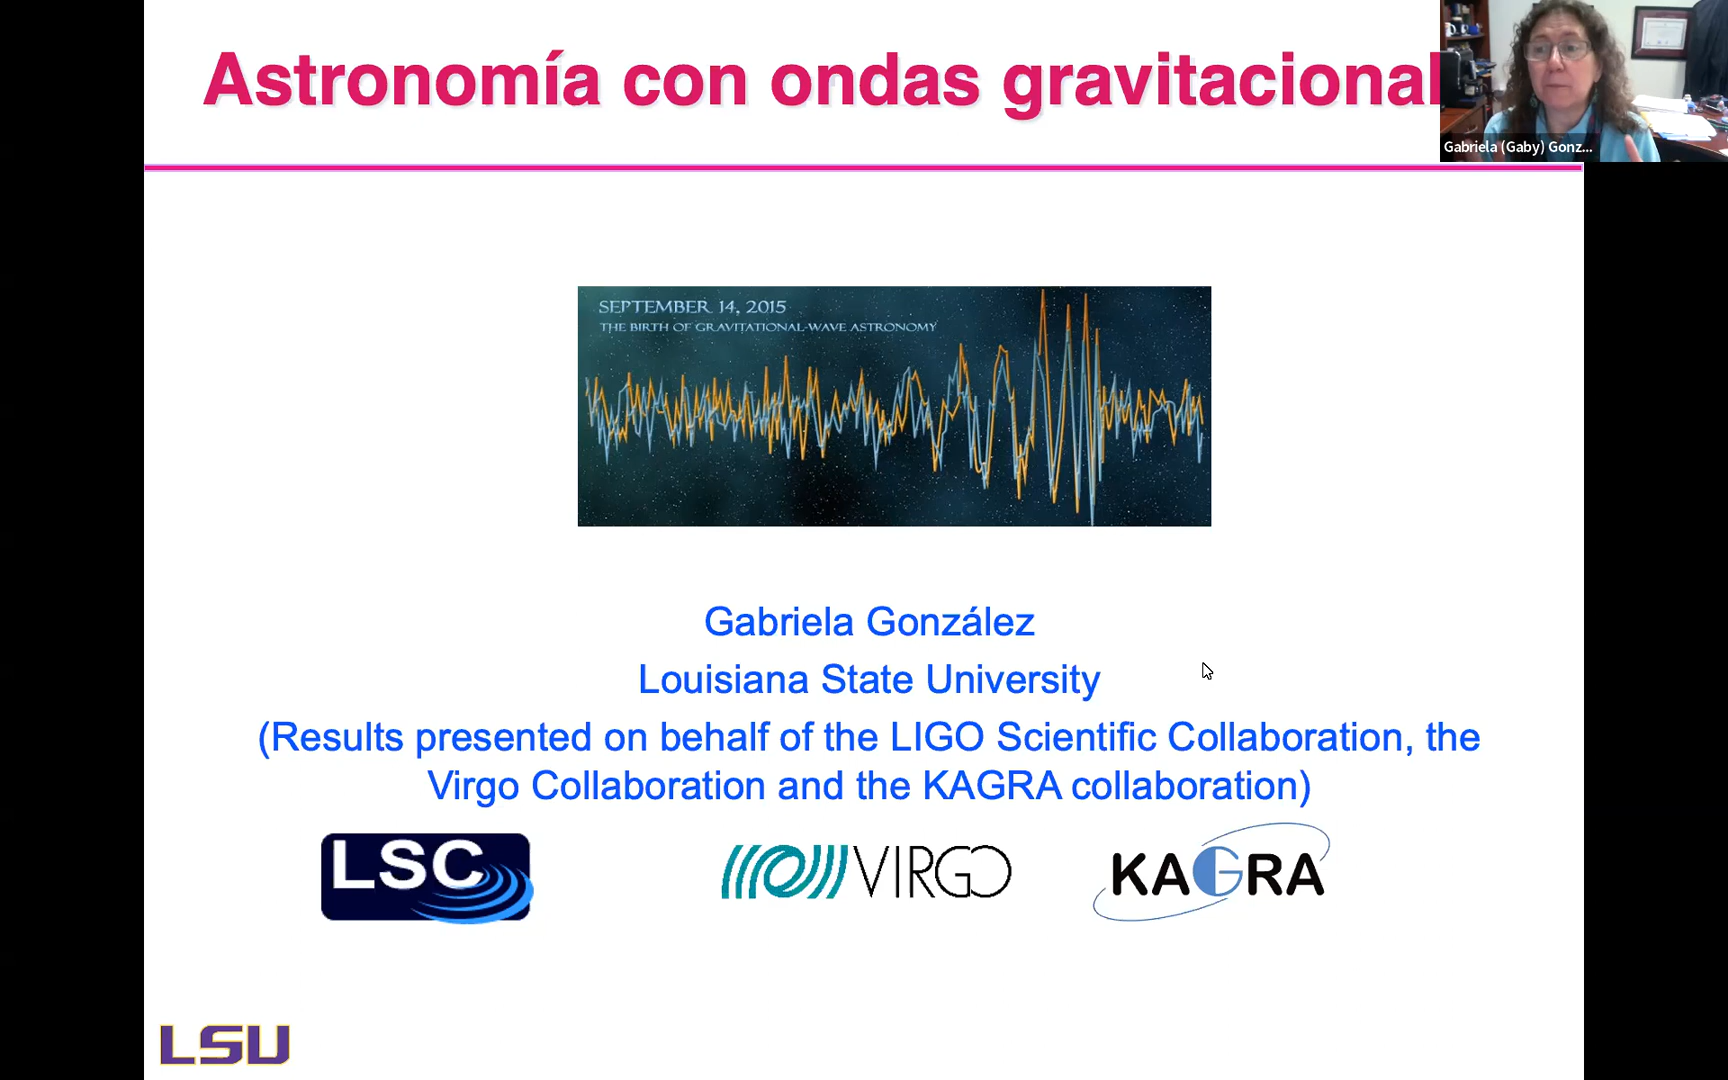 Astronomía con ondas gravitacional
Gabriela (Gaby) Gonz...
SEPTEMBER 14, 2015
THE BIRTH OF GRAVITATIONAL-WAVE ASTRONOMY
Gabriela González
Louisiana State University
(Results presented on behalf of the LIGO Scientific Collaboration, the
Virgo Collaboration and the KAGRA collaboration)
LSC
VIRGO
KAGRA
LSU